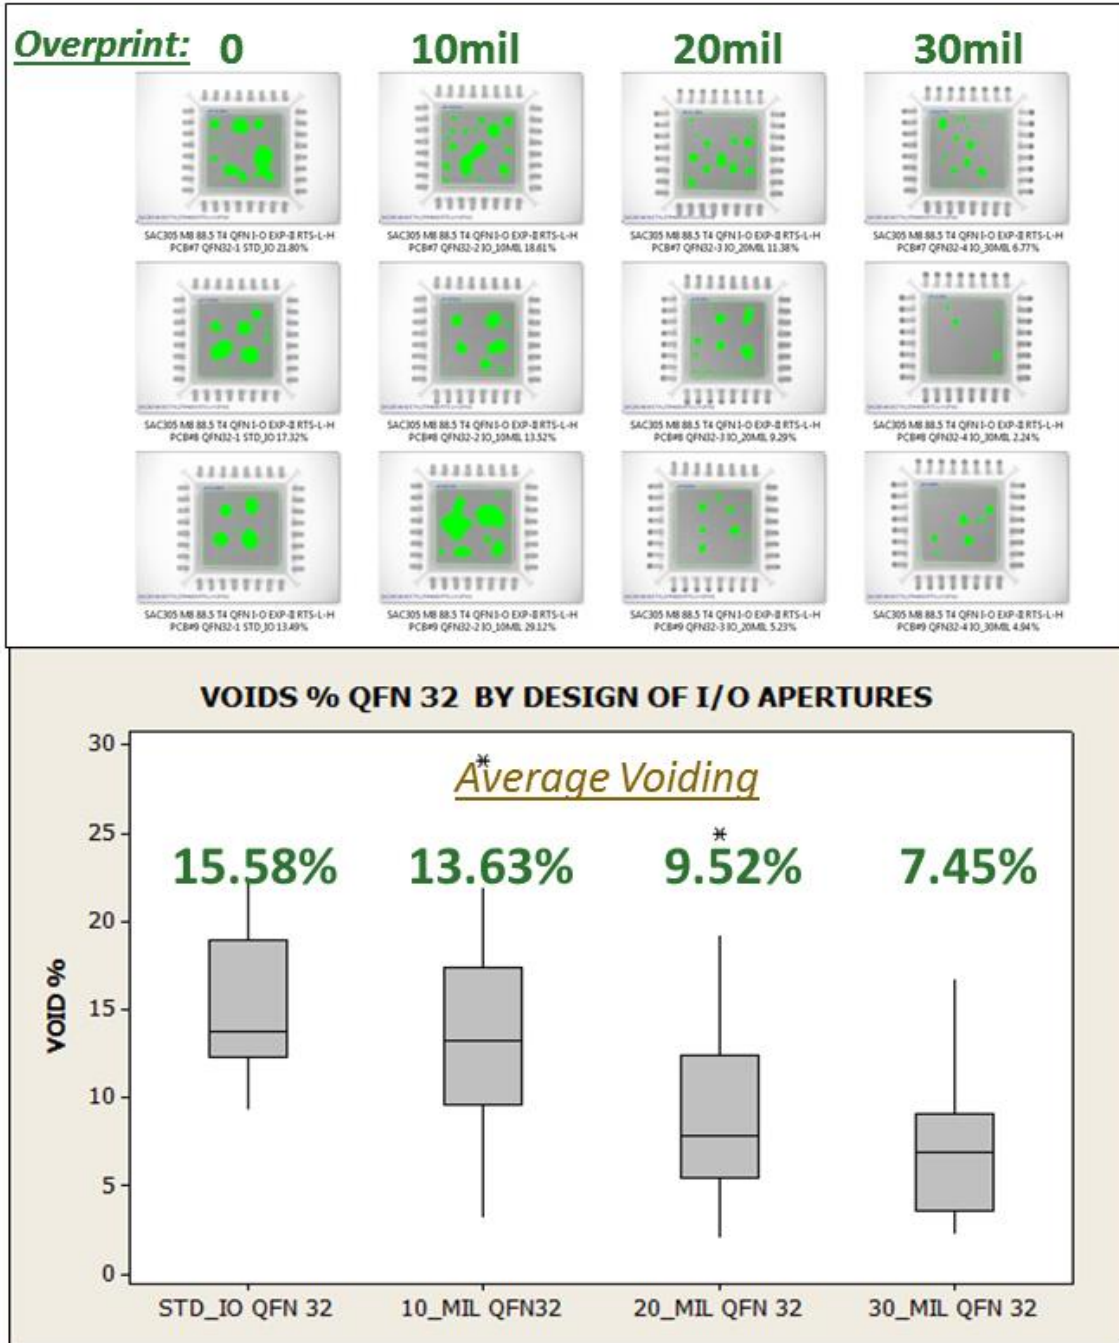 Overprint: 0 10mil 20mil 30mil
SAC305 M8 88.5 T4 QFN I-O EXP-II RTS-L-H
PCB#7 QFN32-1 STD_IO 21.80%
SAC305 M8 88.5 T4 QFN I-O EXP-II RTS-L-H
PCB#7 QFN32-2 IO_10MIL 18.61%
SAC305 M8 88.5 T4 QFN I-O EXP-II RTS-L-H
PCB#7 QFN32-3 IO_20MIL 11.38%
SAC305 M8 88.5 T4 QFN I-O EXP-II RTS-L-H
PCB#7 QFN32-4 IO_30MIL 6.77%
SAC305 M8 88.5 T4 QFN I-O EXP-II RTS-L-H
PCB#8 QFN32-1 STD_IO 17.32%
SAC305 M8 88.5 T4 QFN I-O EXP-II RTS-L-H
PCB#8 QFN32-2 IO_10MIL 13.52%
SAC305 M8 88.5 T4 QFN I-O EXP-II RTS-L-H
PCB#8 QFN32-3 IO_20MIL 9.29%
SAC305 M8 88.5 T4 QFN I-O EXP-II RTS-L-H
PCB#8 QFN32-4 IO_30MIL 2.24%
SAC305 M8 88.5 T4 QFN I-O EXP-II RTS-L-H
PCB#9 QFN32-1 STD_IO 13.49%
SAC305 M8 88.5 T4 QFN I-O EXP-II RTS-L-H
PCB#9 QFN32-2 IO_10MIL 29.12%
SAC305 M8 88.5 T4 QFN I-O EXP-II RTS-L-H
PCB#9 QFN32-3 IO_20MIL 5.23%
SAC305 M8 88.5 T4 QFN I-O EXP-II RTS-L-H
PCB#9 QFN32-4 IO_30MIL 4.94%
VOIDS % QFN 32 BY DESIGN OF I/O APERTURES
Average Voiding
15.58% 13.63% 9.52% 7.45%
VOID %
30
25
20
15
10
5
0
STD_IO QFN 32 10_MIL QFN32 20_MIL QFN 32 30_MIL QFN 32